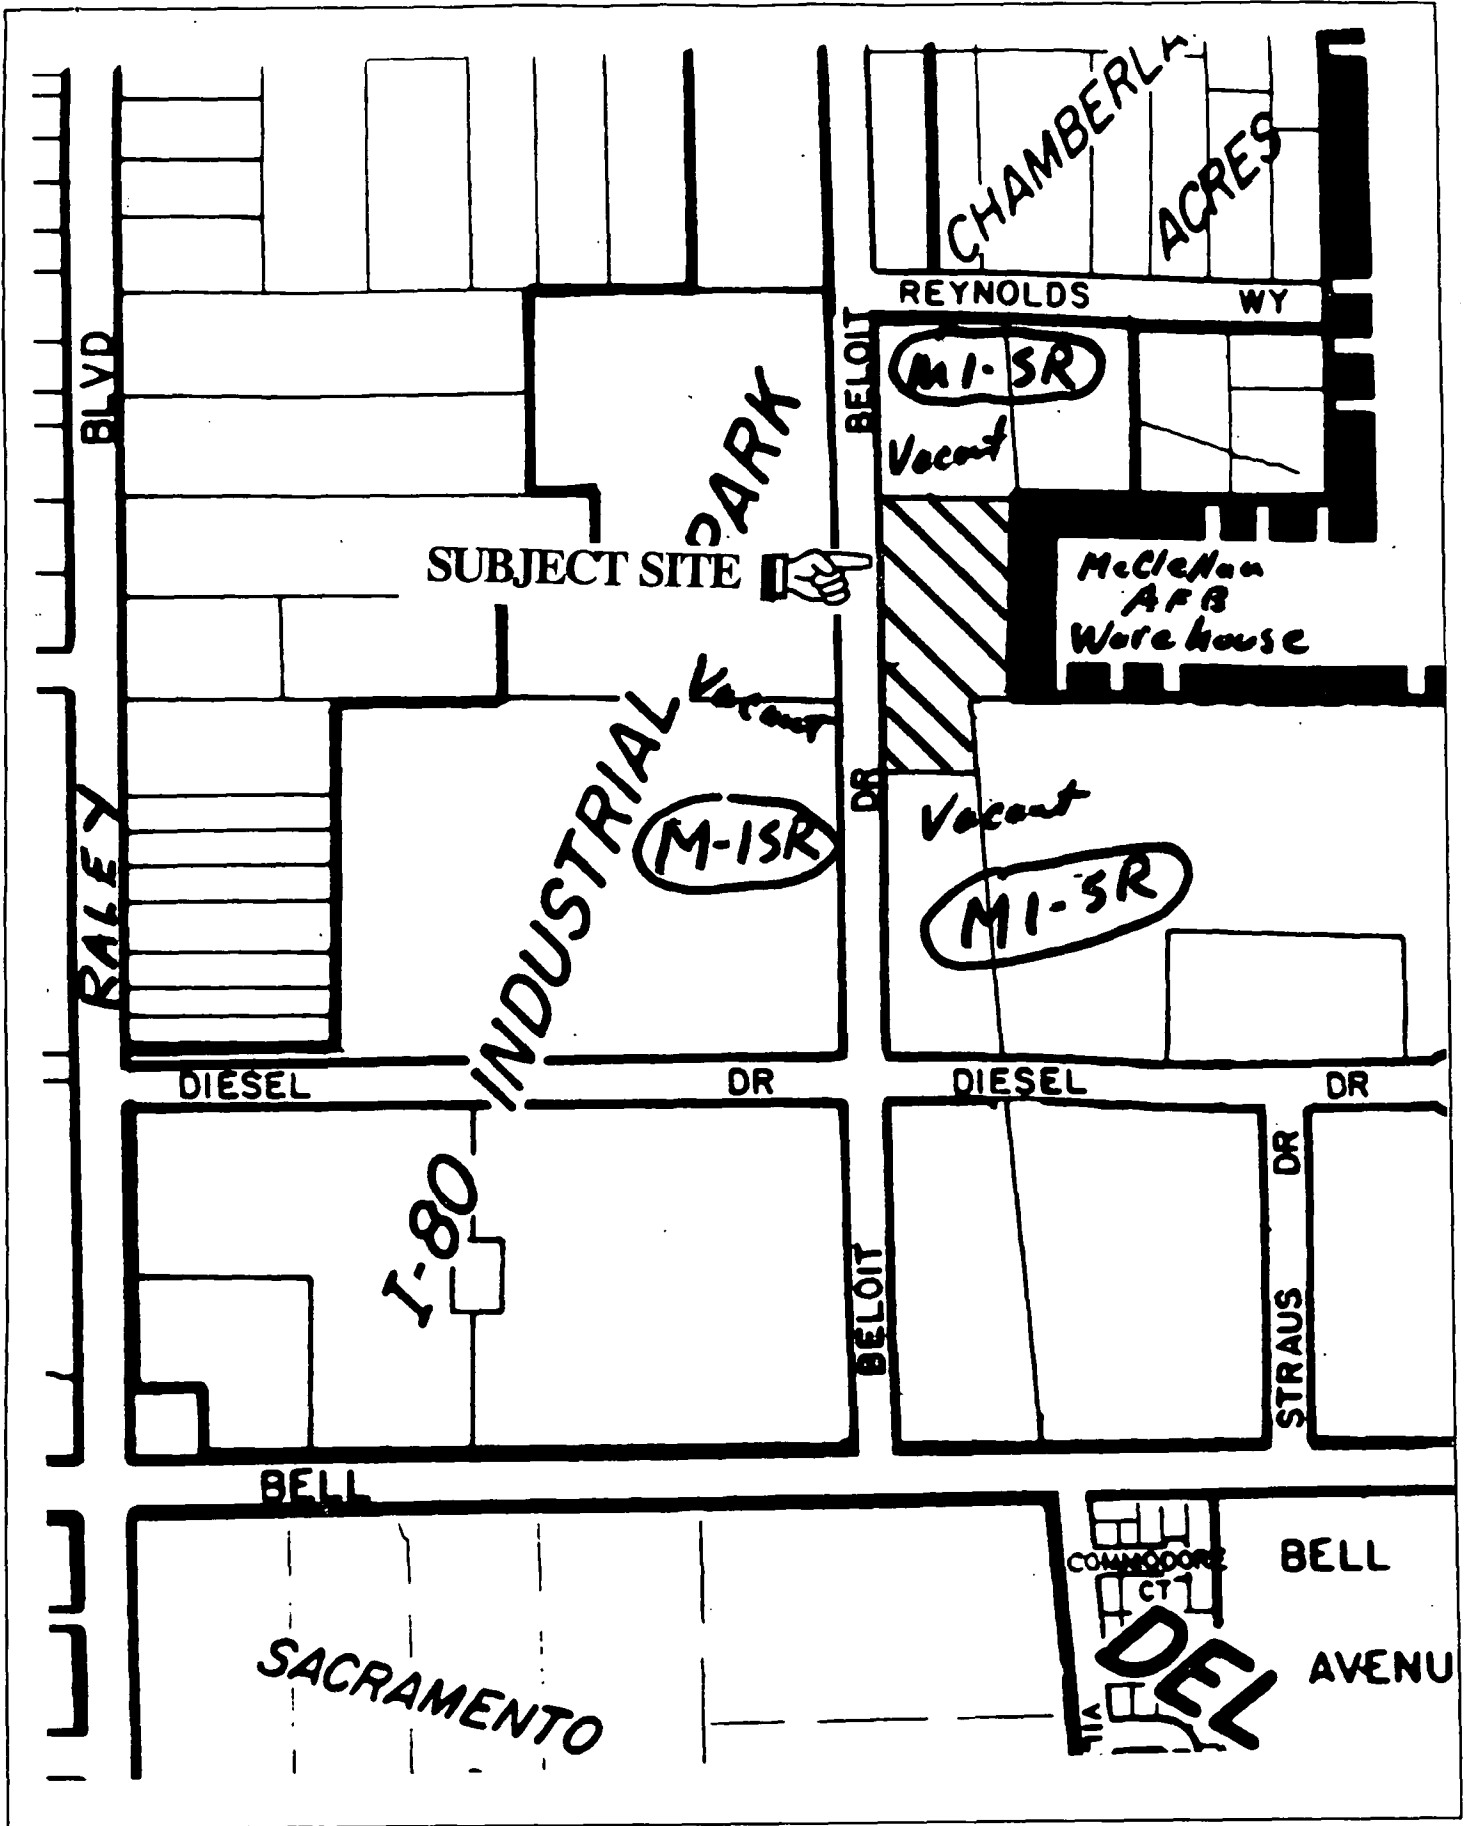 CHAMBERLA
ACRES
REYNOLDS WY
BLVD
BELOIT
M1-SR
PARK
Vacant
SUBJECT SITE
McClellan
AFB
Warehouse
Vacant
INDUSTRIAL
DR
RALEY
M-1SR
Vacant
M1-SR
DIESEL DR DIESEL DR
DR
I-80
BELOIT
STRAUS
BELL
COMMODORE
CT
BELL
DEL
AVENU
SACRAMENTO